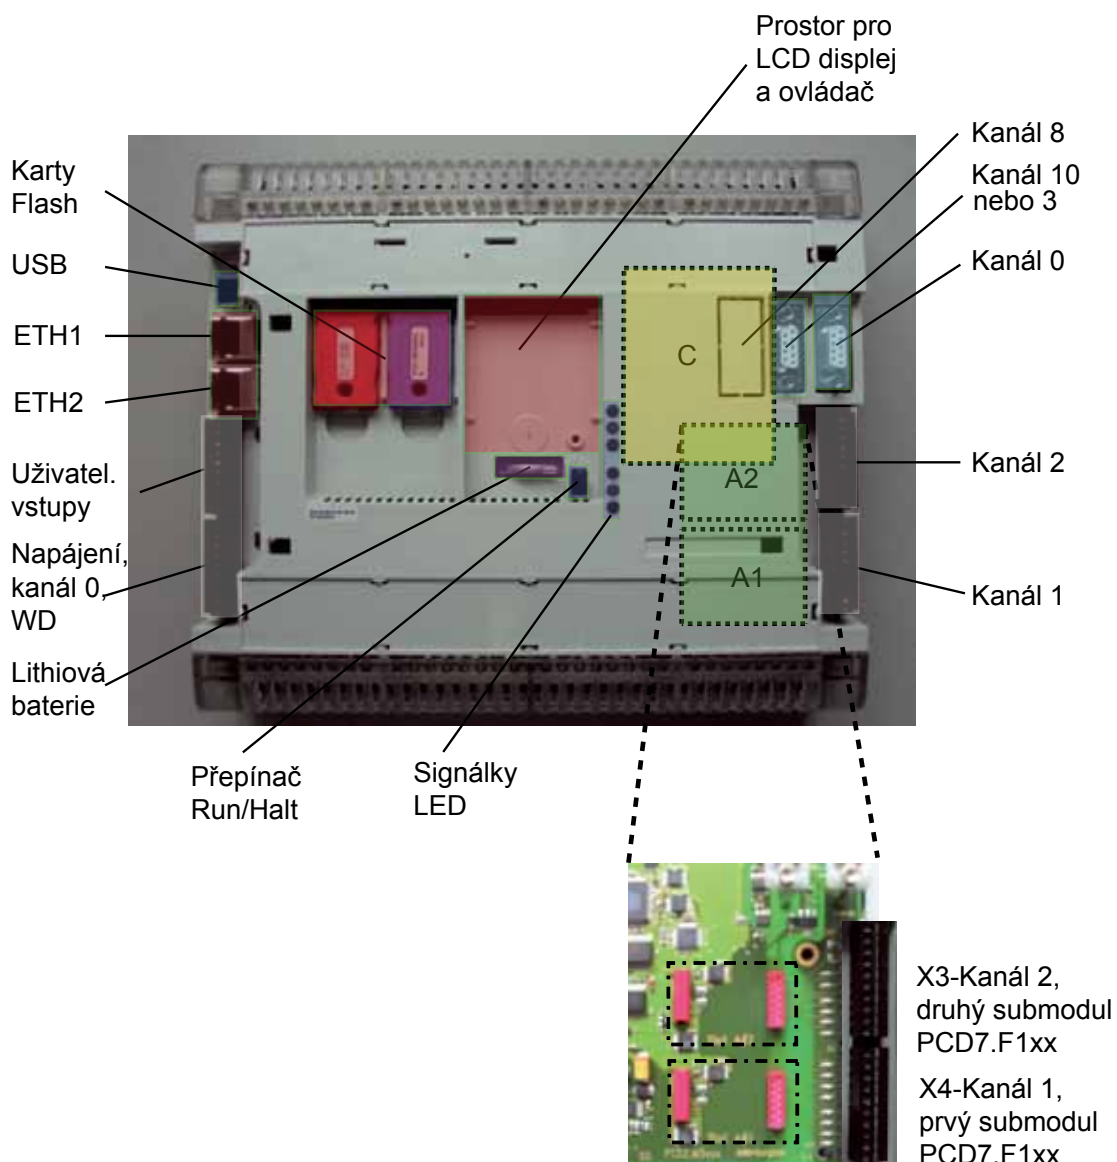 Prostor pro
LCD displej
a ovládač
Karty
Flash
USB
ETH1
ETH2
Uživatel.
vstupy
Napájení,
kanál 0,
WD
Lithiová
baterie
Kanál 8
Kanál 10
nebo 3
Kanál 0
Kanál 2
Kanál 1
C
A2
A1
Přepínač
Run/Halt
Signálky
LED
X3-Kanál 2,
druhý submodul
PCD7.F1xx
X4-Kanál 1,
prvý submodul
PCD7.F1xx